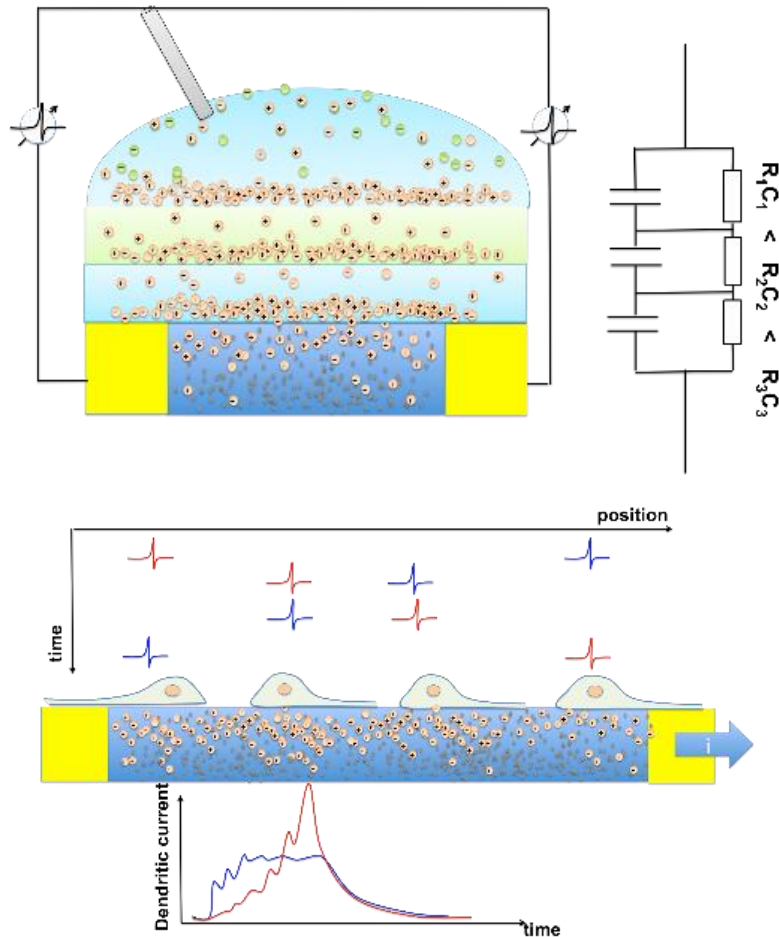 R₁C₁ < R₂C₂ < R₃C₃
position
time
i
Dendritic current
time